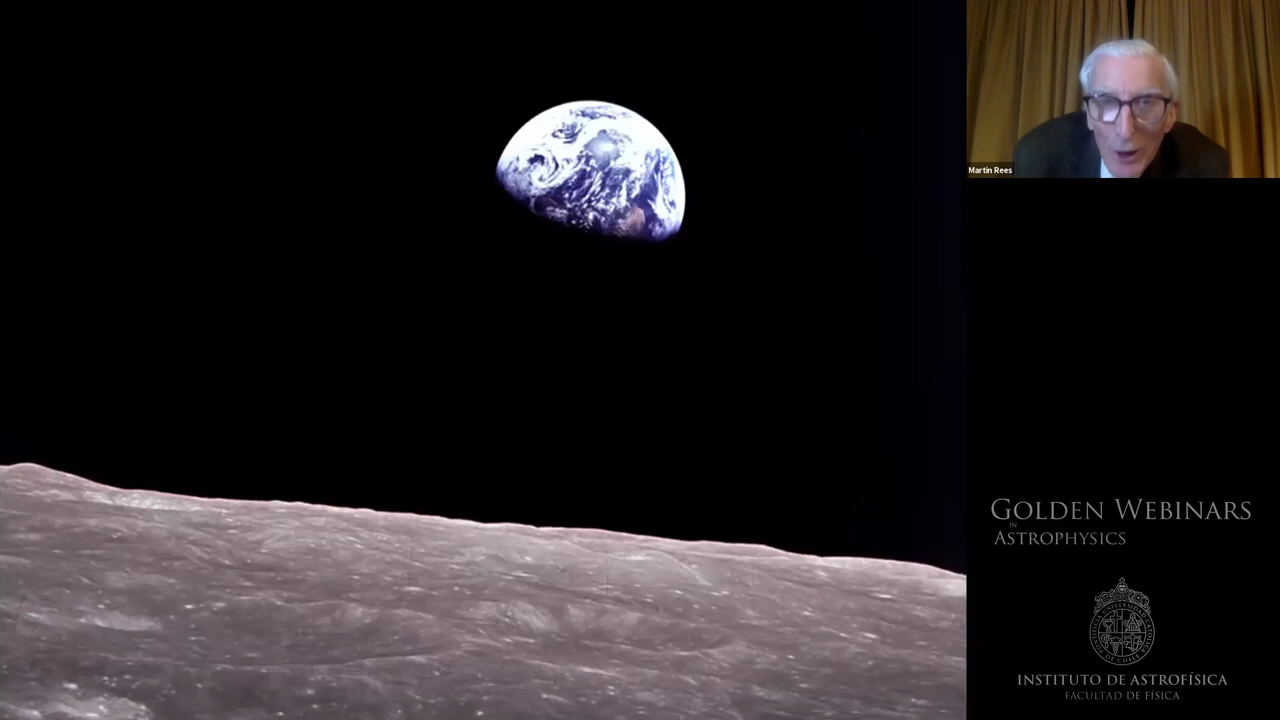 Martin Rees
GOLDEN WEBINARS
IN
ASTROPHYSICS
INSTITUTO DE ASTROFÍSICA
FACULTAD DE FÍSICA